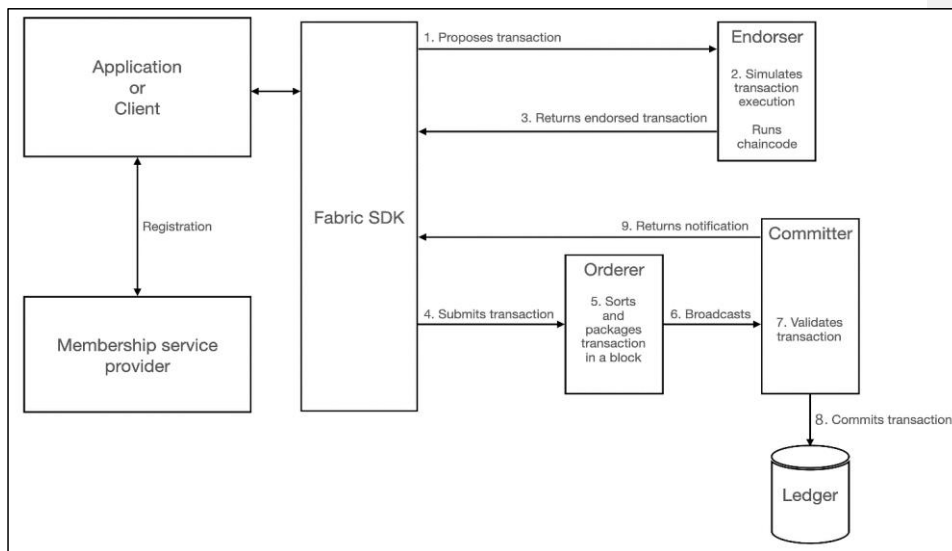 Application
or
Client
Registration
Membership service
provider
Fabric SDK
1. Proposes transaction
Endorser
2. Simulates
transaction
execution
Runs
chaincode
3. Returns endorsed transaction
9. Returns notification
Committer
Orderer
4. Submits transaction
5. Sorts
and
packages
transaction
in a block
6. Broadcasts
7. Validates
transaction
8. Commits transaction
Ledger